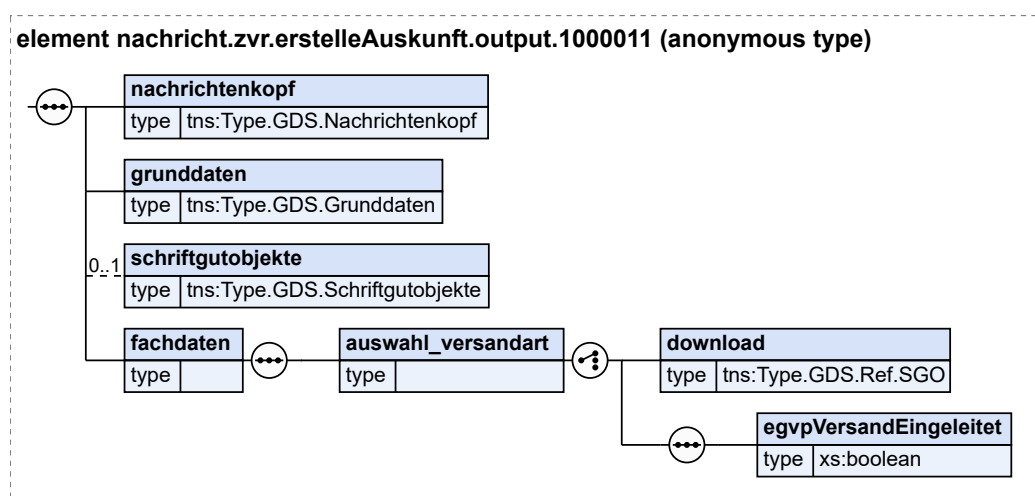 element nachricht.zvr.erstelleAuskunft.output.1000011 (anonymous type)
nachrichtenkopf
type tns:Type.GDS.Nachrichtenkopf
grunddaten
type tns:Type.GDS.Grunddaten
0..1
schriftgutobjekte
type tns:Type.GDS.Schriftgutobjekte
fachdaten
type
auswahl_versandart
type
download
type tns:Type.GDS.Ref.SGO
egvpVersandEingeleitet
type xs:boolean